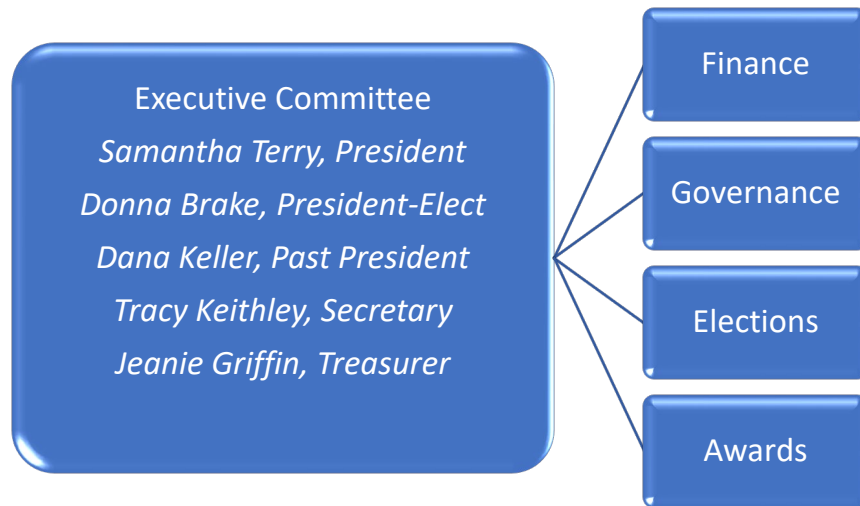 Executive Committee
Samantha Terry, President
Donna Brake, President-Elect
Dana Keller, Past President
Tracy Keithley, Secretary
Jeanie Griffin, Treasurer
Finance
Governance
Elections
Awards